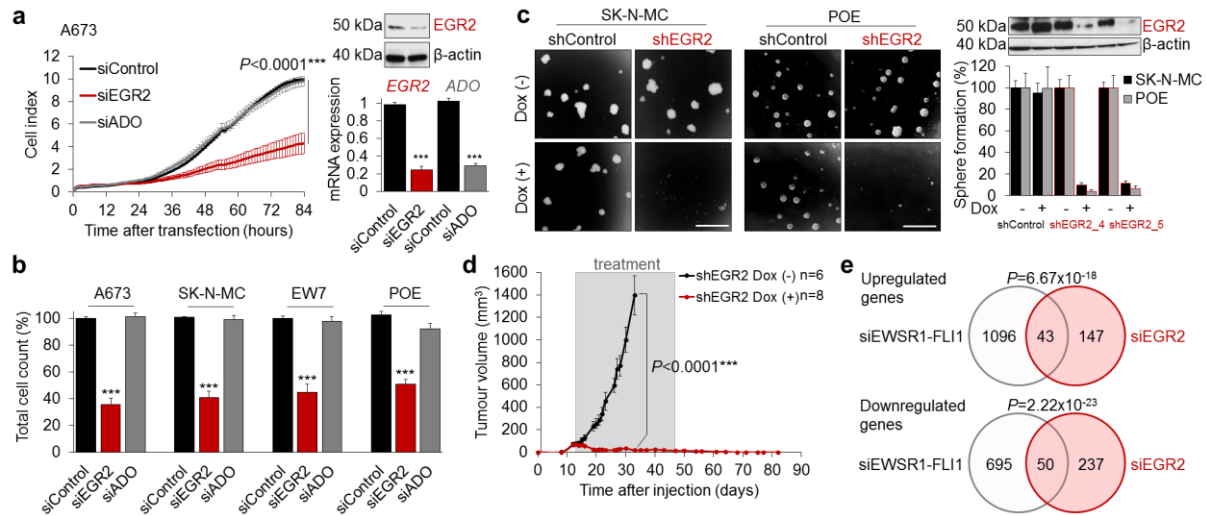 a
A673
siControl
siEGR2
siADO
P<0.0001***
Cell index
12
10
8
6
4
2
0
0 12 24 36 48 60 72 84
Time after transfection (hours)
50 kDa EGR2
40 kDa β-actin
EGR2 ADO
mRNA expression
1
0.8
0.6
0.4
0.2
0
*** ***
siControl
siEGR2
siControl
siADO
b
A673 SK-N-MC EW7 POE
Total cell count (%)
120
100
80
60
40
20
0
*** *** *** ***
siControl
siEGR2
siADO
siControl
siEGR2
siADO
siControl
siEGR2
siADO
siControl
siEGR2
siADO
c
SK-N-MC POE
shControl shEGR2 shControl shEGR2
Dox (-)
Dox (+)
50 kDa EGR2
40 kDa β-actin
Sphere formation (%)
120
100
80
60
40
20
0
SK-N-MC
POE
Dox - + - + - +
shControl shEGR2_4 shEGR2_5
d
treatment
shEGR2 Dox (-) n=6
shEGR2 Dox (+) n=8
P<0.0001***
Tumour volume (mm³)
1600
1400
1200
1000
800
600
400
200
0
0 10 20 30 40 50 60 70 80 90
Time after injection (days)
e
Upregulated
genes
P=6.67x10⁻¹⁸
siEWSR1-FLI1 1096 43 147 siEGR2
Downregulated
genes
P=2.22x10⁻²³
siEWSR1-FLI1 695 50 237 siEGR2